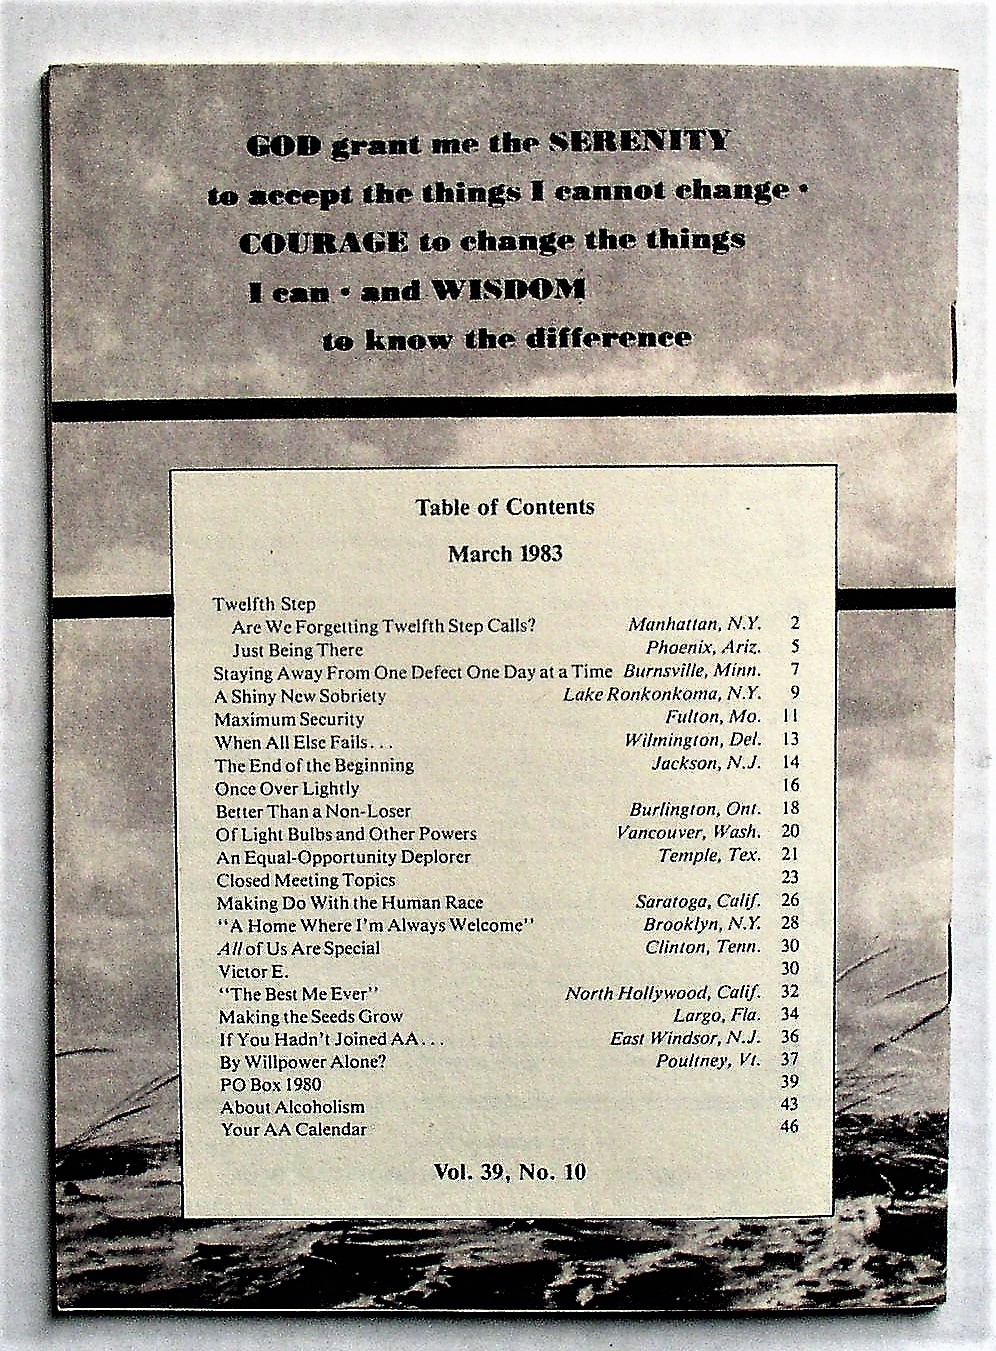 GOD grant me the SERENITY
to accept the things I cannot change •
COURAGE to change the things
I can • and WISDOM
to know the difference
Table of Contents
March 1983
Twelfth Step
Are We Forgetting Twelfth Step Calls? Manhattan, N.Y. 2
Just Being There Phoenix, Ariz. 5
Staying Away From One Defect One Day at a Time Burnsville, Minn. 7
A Shiny New Sobriety Lake Ronkonkoma, N.Y. 9
Maximum Security Fulton, Mo. 11
When All Else Fails... Wilmington, Del. 13
The End of the Beginning Jackson, N.J. 14
Once Over Lightly 16
Better Than a Non-Loser Burlington, Ont. 18
Of Light Bulbs and Other Powers Vancouver, Wash. 20
An Equal-Opportunity Deplorer Temple, Tex. 21
Closed Meeting Topics 23
Making Do With the Human Race Saratoga, Calif. 26
"A Home Where I'm Always Welcome" Brooklyn, N.Y. 28
All of Us Are Special Clinton, Tenn. 30
Victor E. 30
"The Best Me Ever" North Hollywood, Calif. 32
Making the Seeds Grow Largo, Fla. 34
If You Hadn't Joined AA... East Windsor, N.J. 36
By Willpower Alone? Poultney, Vt. 37
PO Box 1980 39
About Alcoholism 43
Your AA Calendar 46
Vol. 39, No. 10